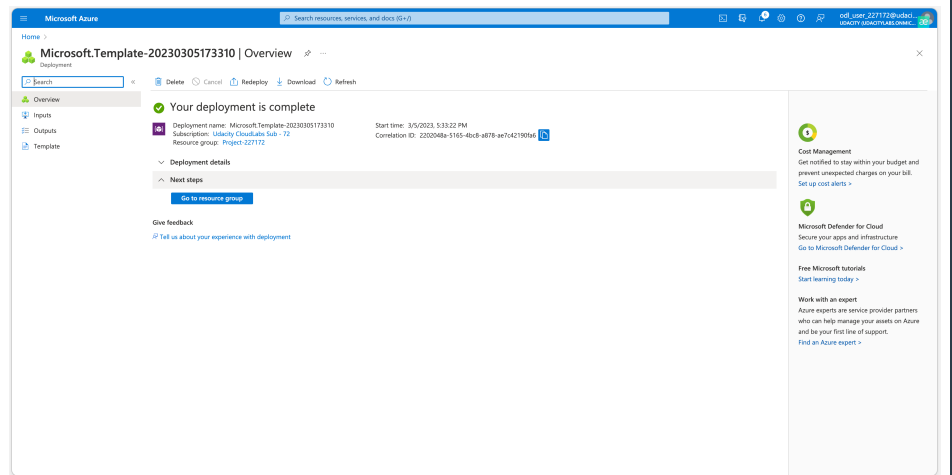 Microsoft Azure
Search resources, services, and docs (G+/)
odl_user_227172@udaci...
UDACITY (UDACITYLABS.ONMIC...
Home >
Microsoft.Template-20230305173310 | Overview
Deployment
Search
Delete
Cancel
Redeploy
Download
Refresh
Overview
Inputs
Outputs
Template
Your deployment is complete
Deployment name: Microsoft.Template-20230305173310
Subscription: Udacity CloudLabs Sub - 72
Resource group: Project-227172
Start time: 3/5/2023, 5:33:22 PM
Correlation ID: 2202048a-5165-4bc8-a878-ae7c42190fa6
Deployment details
Next steps
Go to resource group
Give feedback
Tell us about your experience with deployment
Cost Management
Get notified to stay within your budget and
prevent unexpected charges on your bill.
Set up cost alerts >
Microsoft Defender for Cloud
Secure your apps and infrastructure
Go to Microsoft Defender for Cloud >
Free Microsoft tutorials
Start learning today >
Work with an expert
Azure experts are service provider partners
who can help manage your assets on Azure
and be your first line of support.
Find an Azure expert >